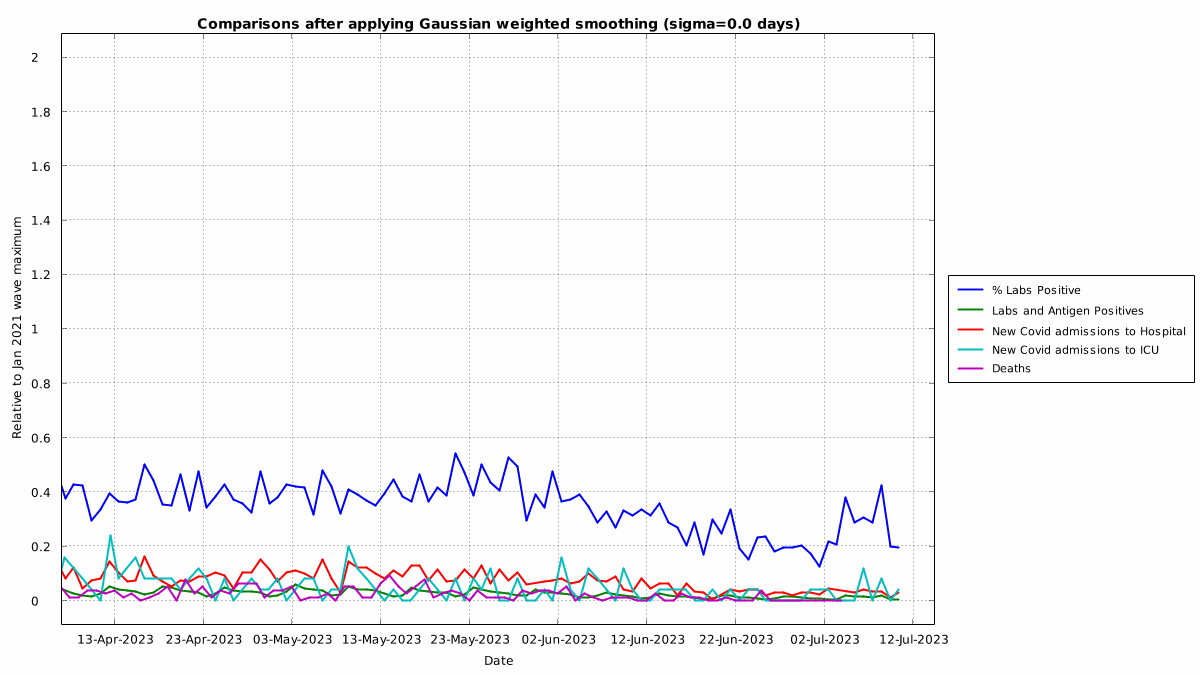 Comparisons after applying Gaussian weighted smoothing (sigma=0.0 days)
Relative to Jan 2021 wave maximum
2
1.8
1.6
1.4
1.2
1
0.8
0.6
0.4
0.2
0
13-Apr-2023 23-Apr-2023 03-May-2023 13-May-2023 23-May-2023 02-Jun-2023 12-Jun-2023 22-Jun-2023 02-Jul-2023 12-Jul-2023
Date
% Labs Positive
Labs and Antigen Positives
New Covid admissions to Hospital
New Covid admissions to ICU
Deaths